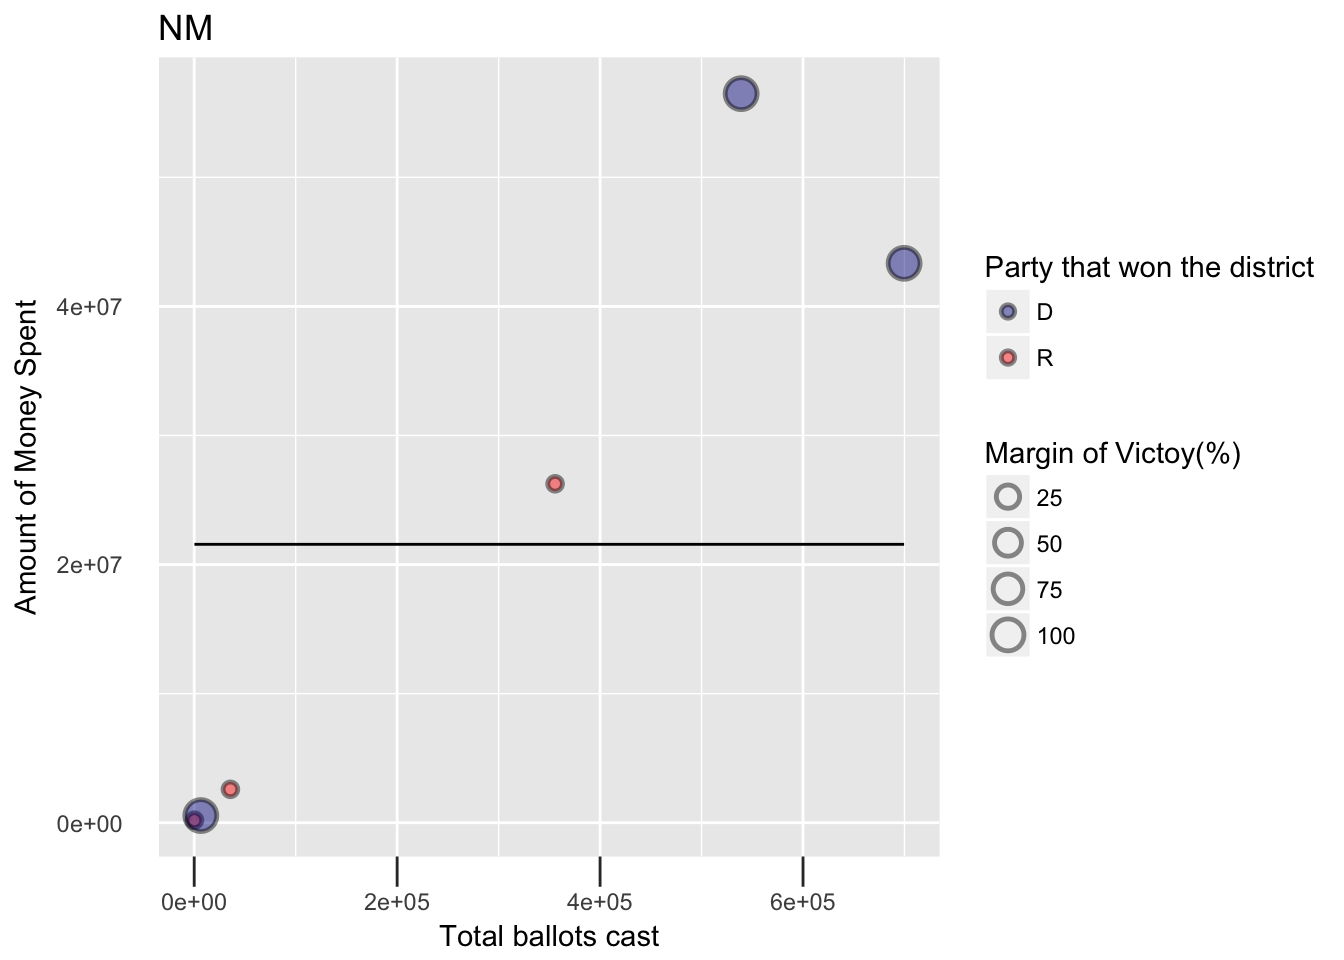 NM
Amount of Money Spent
4e+07
2e+07
0e+00
0e+00
2e+05
4e+05
6e+05
Total ballots cast
Party that won the district
D
R
Margin of Victoy(%)
25
50
75
100